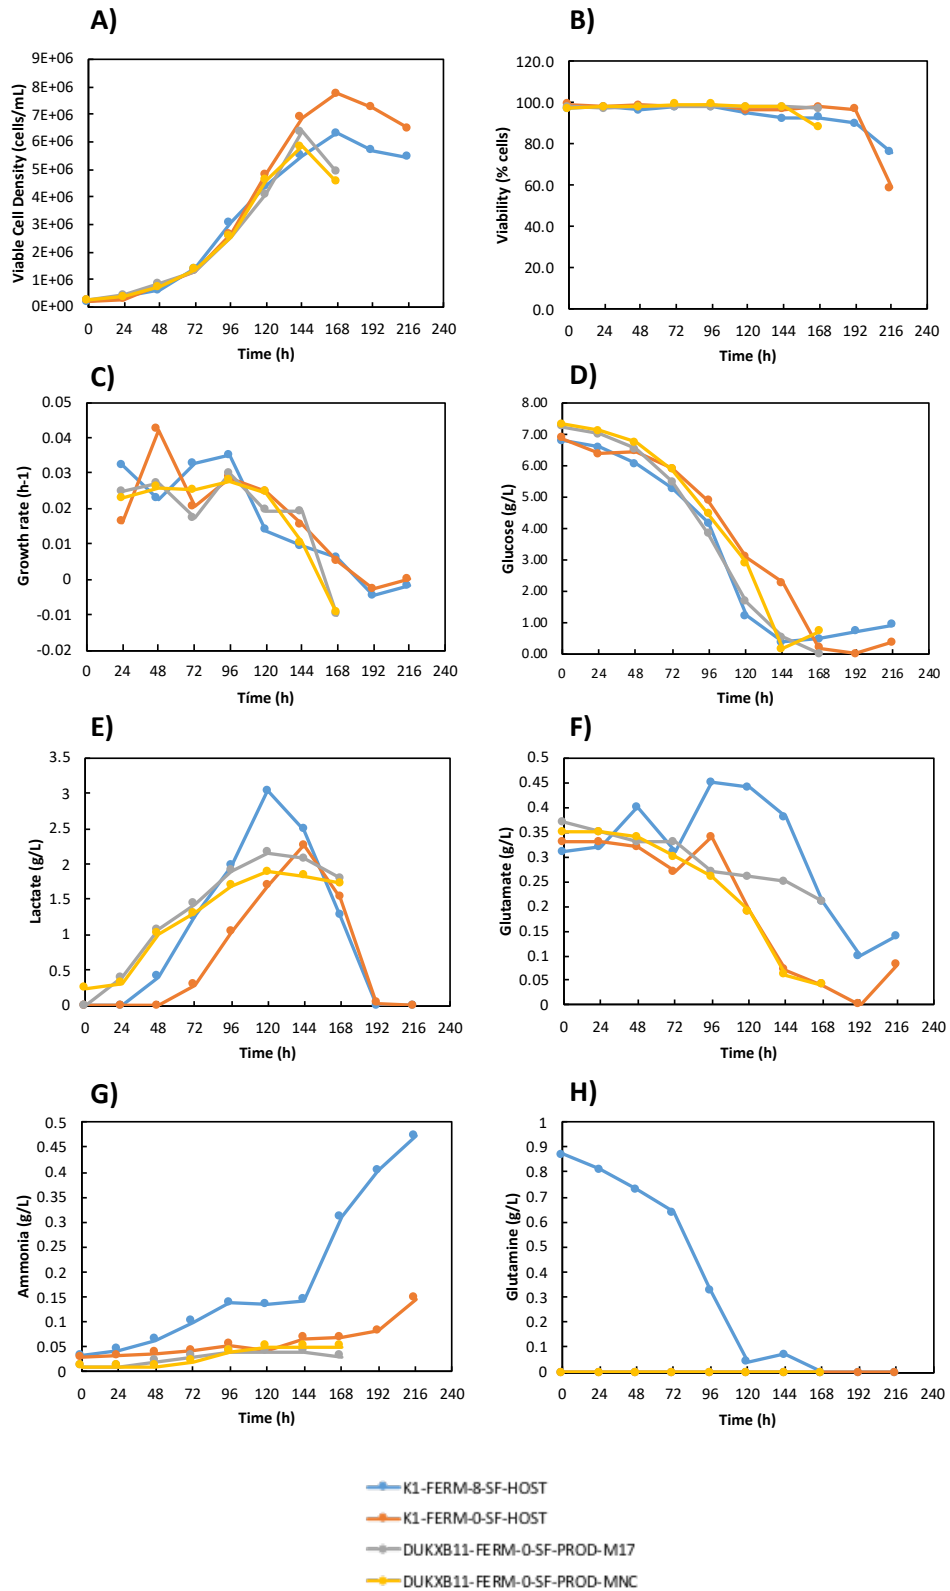 A)
9E+06
8E+06
7E+06
6E+06
5E+06
4E+06
3E+06
2E+06
1E+06
0E+00
Viable Cell Density (cells/mL)
0 24 48 72 96 120 144 168 192 216
Time (h)
B)
120.0
100.0
80.0
60.0
40.0
20.0
0.0
Viability (% cells)
0 24 48 72 96 120 144 168 192 216 240
Time (h)
C)
0.05
0.04
0.03
0.02
0.01
0
-0.01
-0.02
Growth rate (h-1)
0 24 48 72 96 120 144 168 192 216 240
Tíme (h)
D)
8.00
7.00
6.00
5.00
4.00
3.00
2.00
1.00
0.00
Glucose (g/L)
0 24 48 72 96 120 144 168 192 216 240
Time (h)
E)
3.5
3
2.5
2
1.5
1
0.5
0
Lactate (g/L)
0 24 48 72 96 120 144 168 192 216 240
Time (h)
F)
0.5
0.45
0.4
0.35
0.3
0.25
0.2
0.15
0.1
0.05
0
Glutamate (g/L)
0 24 48 72 96 120 144 168 192 216 240
Time (h)
G)
0.5
0.45
0.4
0.35
0.3
0.25
0.2
0.15
0.1
0.05
0
Ammonia (g/L)
0 24 48 72 96 120 144 168 192 216 240
Time (h)
H)
1
0.9
0.8
0.7
0.6
0.5
0.4
0.3
0.2
0.1
0
Glutamine (g/L)
0 24 48 72 96 120 144 168 192 216 240
Time (h)
K1-FERM-8-SF-HOST
K1-FERM-0-SF-HOST
DUKXB11-FERM-0-SF-PROD-M17
DUKXB11-FERM-0-SF-PROD-MNC